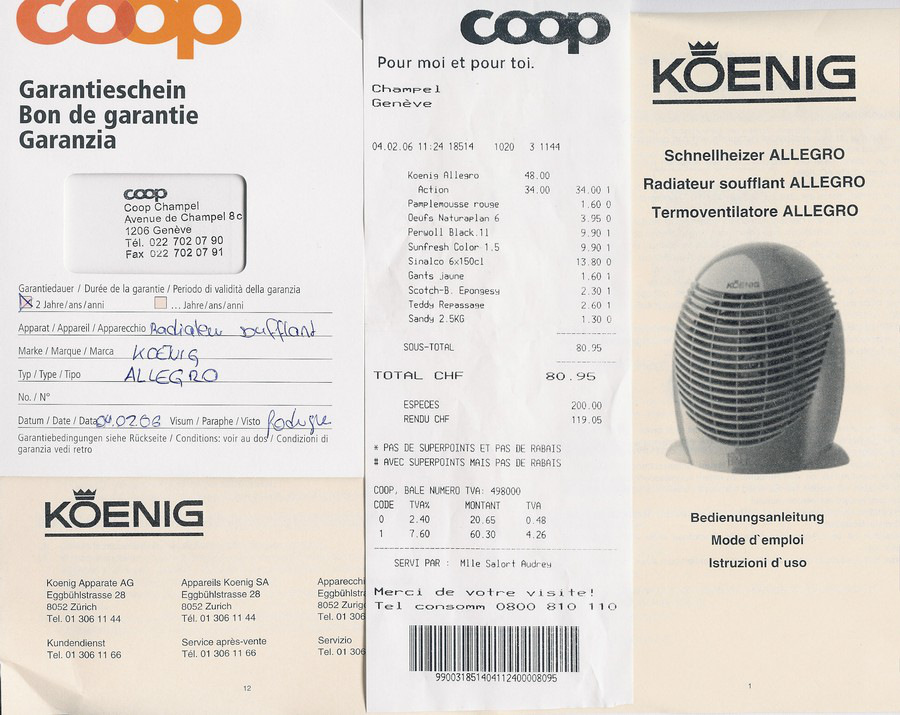 coop
Garantieschein
Bon de garantie
Garanzia
coop
Coop Champel
Avenue de Champel 8c
1206 Genève
Tél. 022 702 07 90
Fax 022 702 07 91
Garantiedauer / Durée de la garantie / Periodo di validità della garanzia
2 Jahre/ans/anni ... Jahre/ans/anni
Apparat / Appareil / Apparecchio Radiateur soufflant
Marke / Marque / Marca KOENIG
Typ / Type / Tipo ALLEGRO
No. / N°
Datum / Date / Data 04.02.06 Visum / Paraphe / Visto
Garantiebedingungen siehe Rückseite / Conditions: voir au dos / Condizioni di
garanzia vedi retro
KOENIG
Koenig Apparate AG
Eggbühlstrasse 28
8052 Zürich
Tel. 01 306 11 44
Kundendienst
Tel. 01 306 11 66
Appareils Koenig SA
Eggbühlstrasse 28
8052 Zurich
Tél. 01 306 11 44
Service après-vente
Tél. 01 306 11 66
Apparecchi
Eggbühlstra
8052 Zurig
Tel. 01 306
Servizio
Tel. 01 306
12
coop
Pour moi et pour toi.
Champel
Genève
04.02.06 11:24 18514 1020 3 1144
Koenig Allegro 48.00
Action 34.00 34.00 1
Pamplemousse rouge 1.60 0
Oeufs Naturaplan 6 3.95 0
Perwoll Black.1l 9.90 1
Sunfresh Color 1.5 9.90 1
Sinalco 6x150cl 13.80 0
Gants jaune 1.60 1
Scotch-B. Epongesy 2.30 1
Teddy Repassage 2.60 1
Sandy 2.5KG 1.30 0
SOUS-TOTAL 80.95
TOTAL CHF 80.95
ESPECES 200.00
RENDU CHF 119.05
* PAS DE SUPERPOINTS ET PAS DE RABAIS
# AVEC SUPERPOINTS MAIS PAS DE RABAIS
COOP, BALE NUMERO TVA: 498000
CODE TVA% MONTANT TVA
0 2.40 20.65 0.48
1 7.60 60.30 4.26
SERVI PAR : Mlle Salort Audrey
Merci de votre visite!
Tel consomm 0800 810 110
990031851404112400008095
KOENIG
Schnellheizer ALLEGRO
Radiateur soufflant ALLEGRO
Termoventilatore ALLEGRO
KOENIG
Bedienungsanleitung
Mode d`emploi
Istruzioni d`uso
1